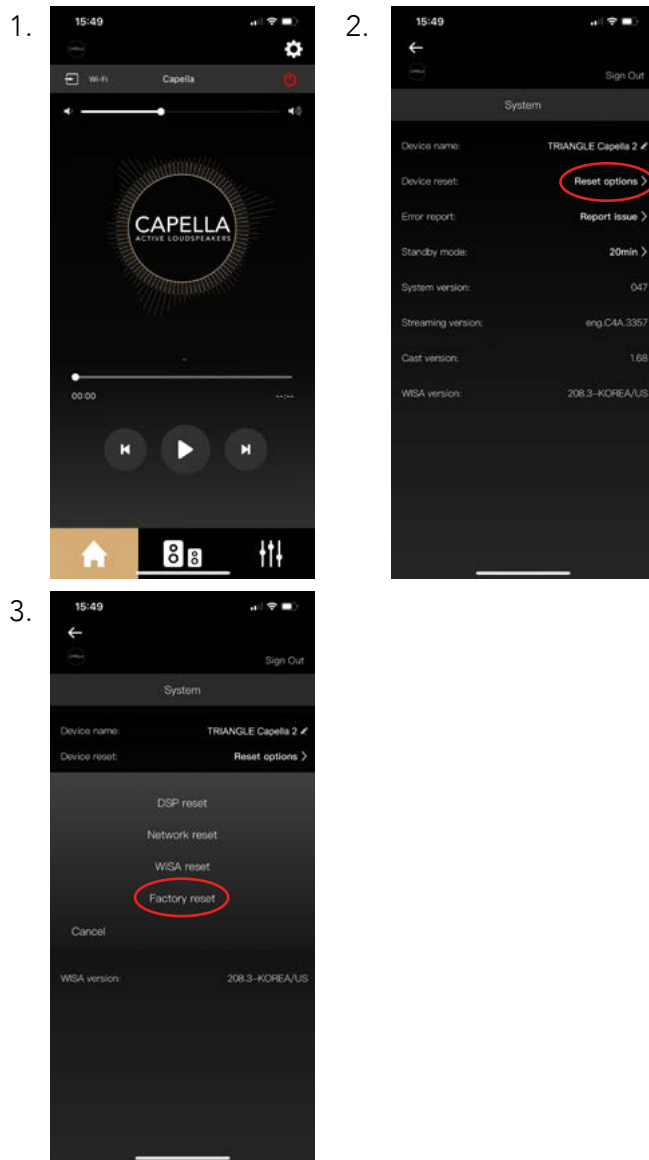 1.
15:49
CAPELLA
Wi-Fi Capella
CAPELLA
ACTIVE LOUDSPEAKERS
-
00:00 --:--
2.
15:49
Sign Out
System
Device name: TRIANGLE Capella 2
Device reset: Reset options >
Error report: Report issue >
Standby mode: 20min >
System version: 047
Streaming version: eng.C4A.3357
Cast version: 1.68
WISA version: 208.3-KOREA/US
3.
15:49
Sign Out
System
Device name: TRIANGLE Capella 2
Device reset: Reset options >
DSP reset
Network reset
WISA reset
Factory reset
Cancel
WISA version: 208.3-KOREA/US